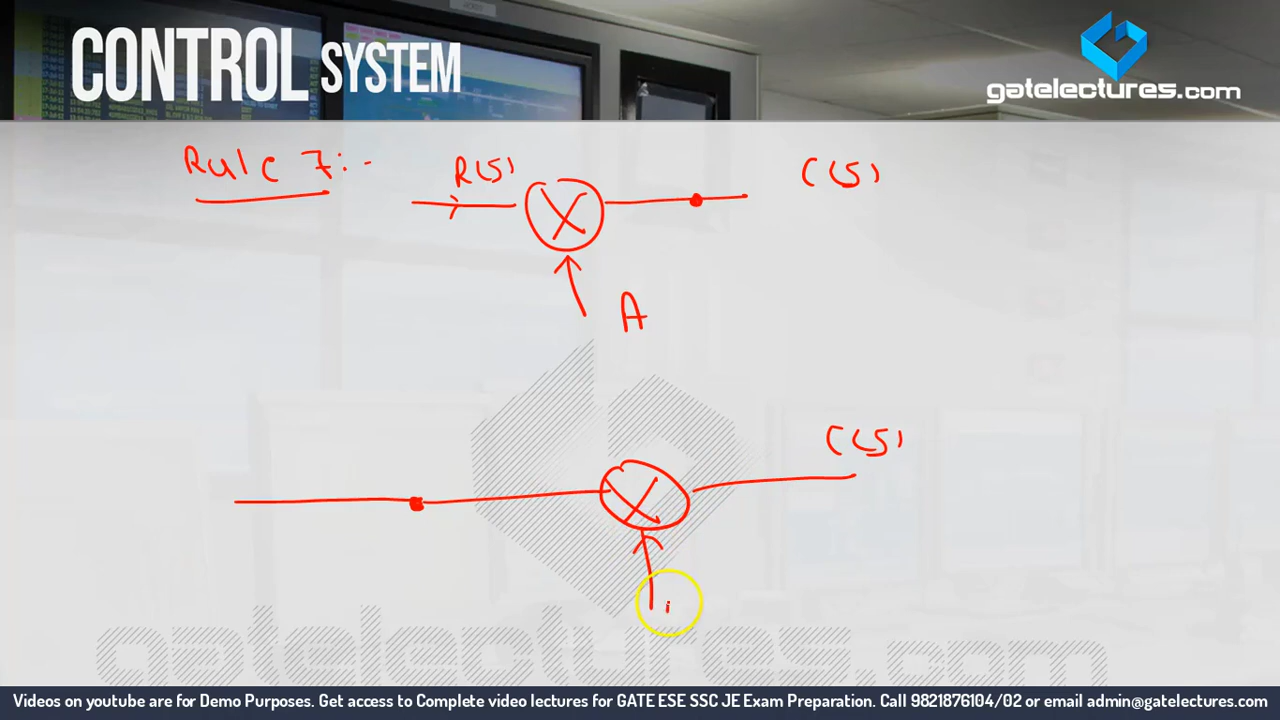 CONTROL SYSTEM
gatelectures.com
Rule 7:-
R(S)
C(S)
A
C(S)
gatelectures.com
Videos on youtube are for Demo Purposes. Get access to Complete video lectures for GATE ESE SSC JE Exam Preparation. Call 9821876104/02 or email admin@gatelectures.com